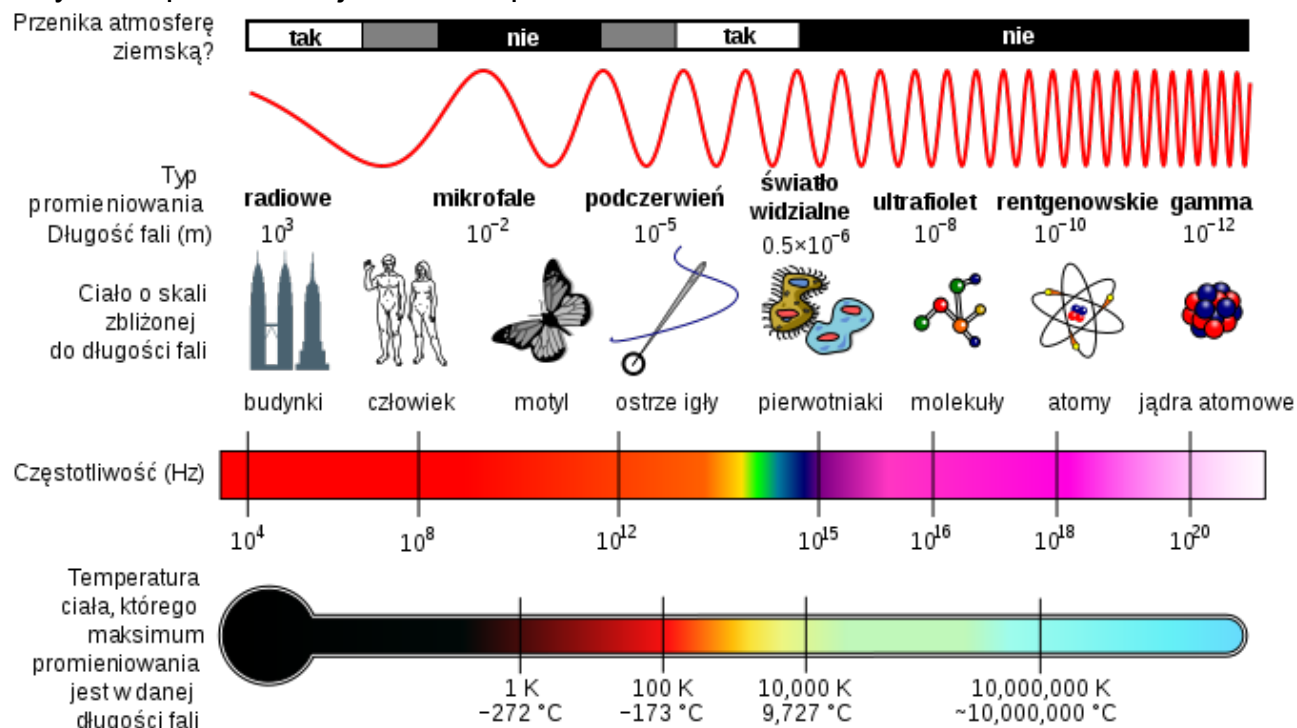 Przenika atmosferę
ziemską?
tak nie tak nie
Typ
promieniowania
Długość fali (m)
radiowe mikrofale podczerwień światło widzialne ultrafiolet rentgenowskie gamma
10³ 10⁻² 10⁻⁵ 0.5×10⁻⁶ 10⁻⁸ 10⁻¹⁰ 10⁻¹²
Ciało o skali
zbliżonej
do długości fali
budynki człowiek motyl ostrze igły pierwotniaki molekuły atomy jądra atomowe
Częstotliwość (Hz)
10⁴ 10⁸ 10¹² 10¹⁵ 10¹⁶ 10¹⁸ 10²⁰
Temperatura
ciała, którego
maksimum
promieniowania
jest w danej
długości fali
1 K 100 K 10,000 K 10,000,000 K
−272 °C −173 °C 9,727 °C ~10,000,000 °C